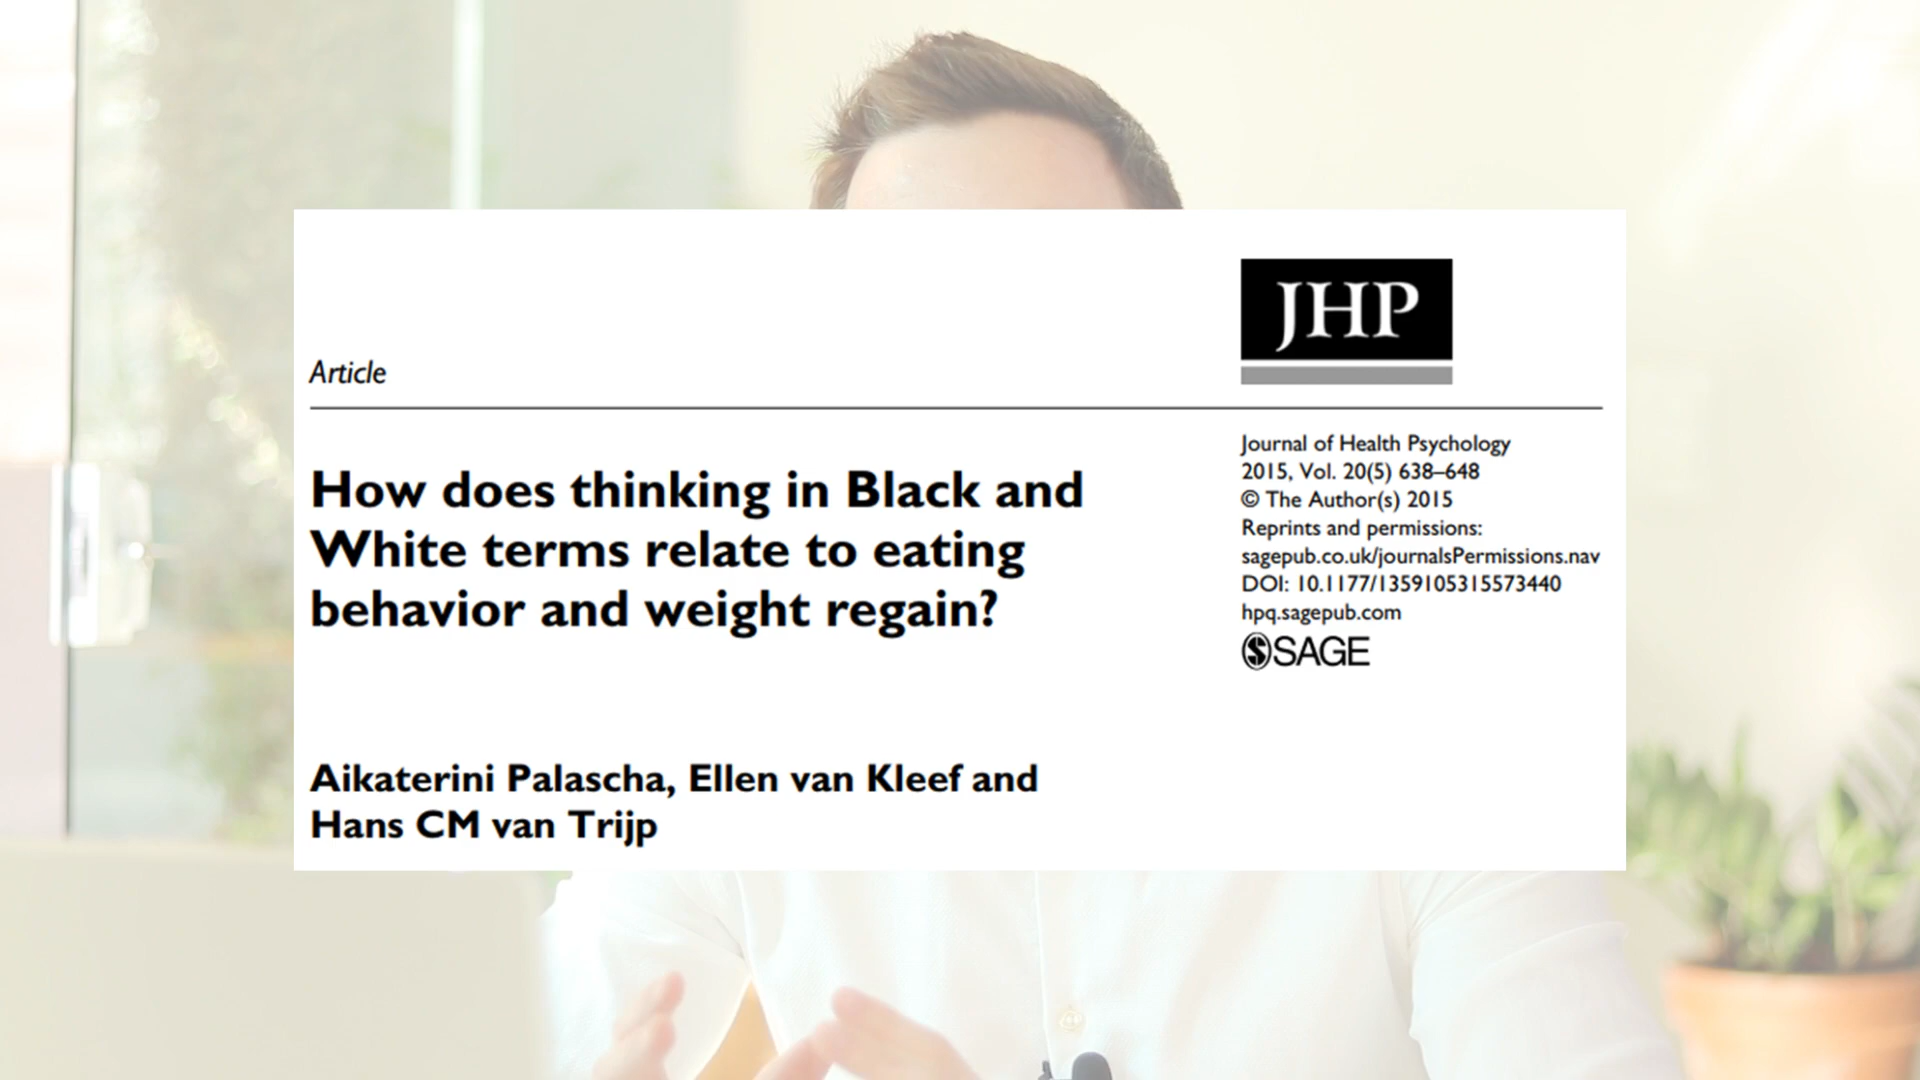 Article
JHP
How does thinking in Black and
White terms relate to eating
behavior and weight regain?
Aikaterini Palascha, Ellen van Kleef and
Hans CM van Trijp
Journal of Health Psychology
2015, Vol. 20(5) 638–648
© The Author(s) 2015
Reprints and permissions:
sagepub.co.uk/journalsPermissions.nav
DOI: 10.1177/1359105315573440
hpq.sagepub.com
SAGE